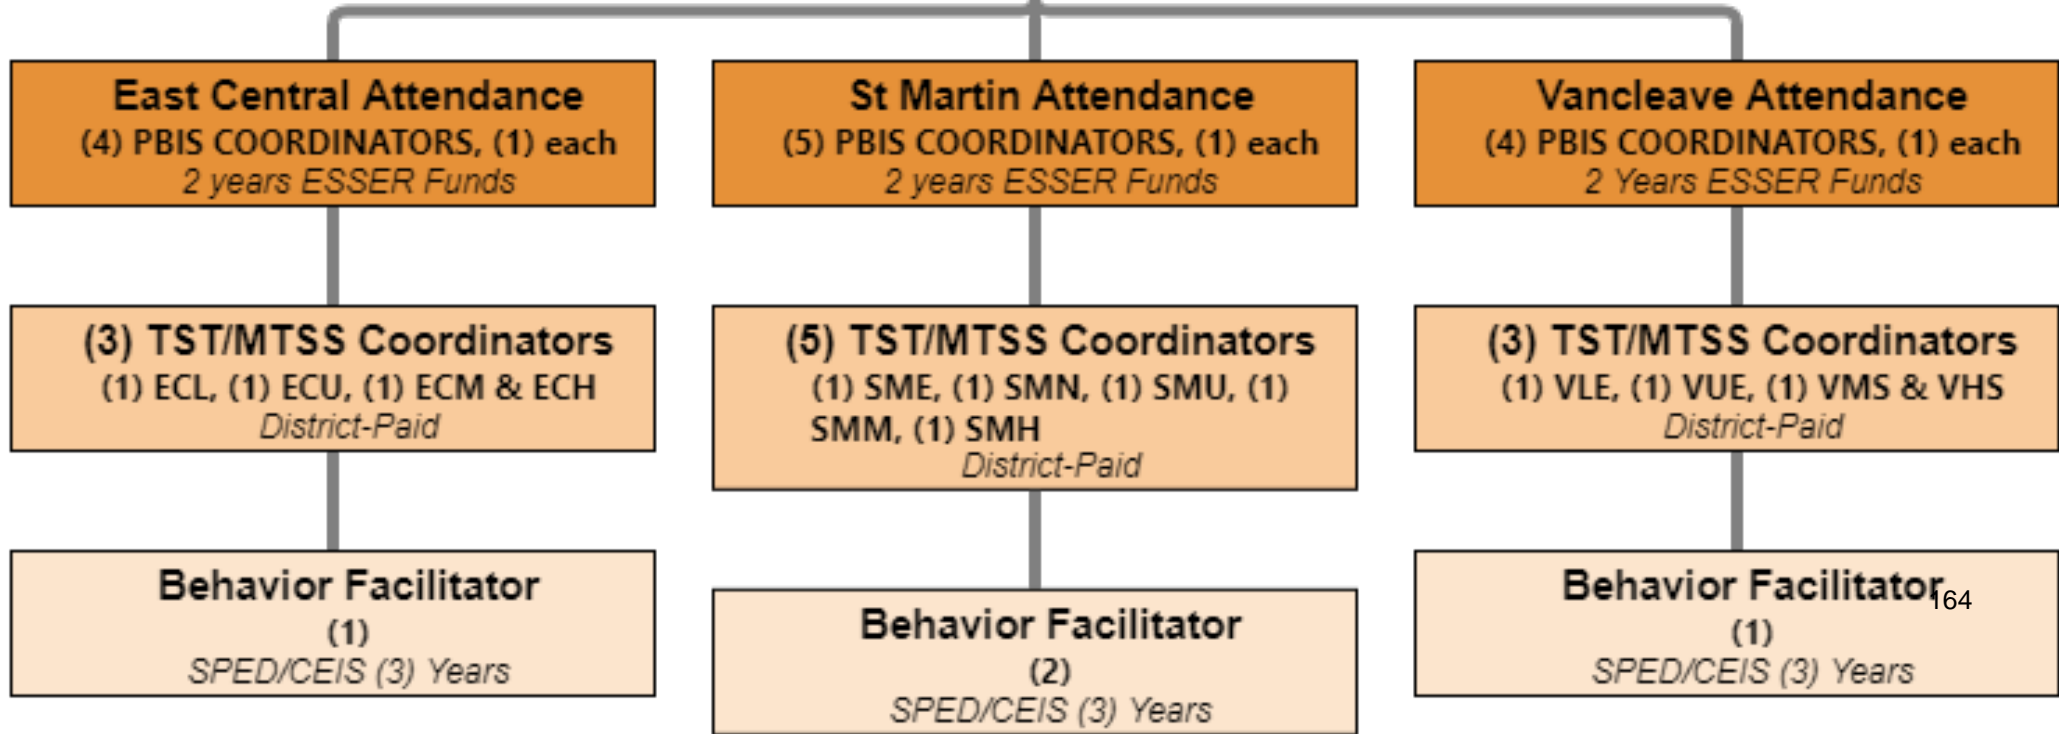 East Central Attendance
(4) PBIS COORDINATORS, (1) each
2 years ESSER Funds
St Martin Attendance
(5) PBIS COORDINATORS, (1) each
2 years ESSER Funds
Vancleave Attendance
(4) PBIS COORDINATORS, (1) each
2 Years ESSER Funds
(3) TST/MTSS Coordinators
(1) ECL, (1) ECU, (1) ECM & ECH
District-Paid
(5) TST/MTSS Coordinators
(1) SME, (1) SMN, (1) SMU, (1)
SMM, (1) SMH
District-Paid
(3) TST/MTSS Coordinators
(1) VLE, (1) VUE, (1) VMS & VHS
District-Paid
Behavior Facilitator
(1)
SPED/CEIS (3) Years
Behavior Facilitator
(2)
SPED/CEIS (3) Years
Behavior Facilitator
(1)
SPED/CEIS (3) Years
164